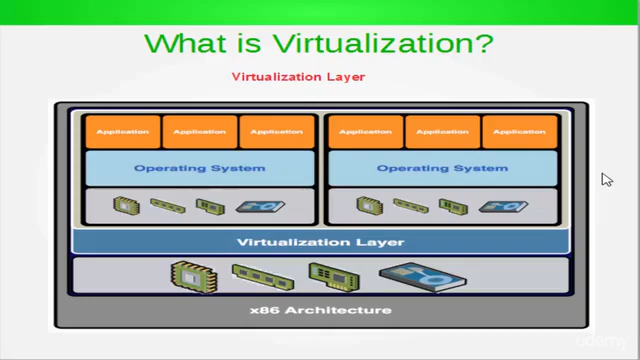 What is Virtualization?
Virtualization Layer
Application Application Application Application Application Application
Operating System Operating System
Virtualization Layer
x86 Architecture
udemy